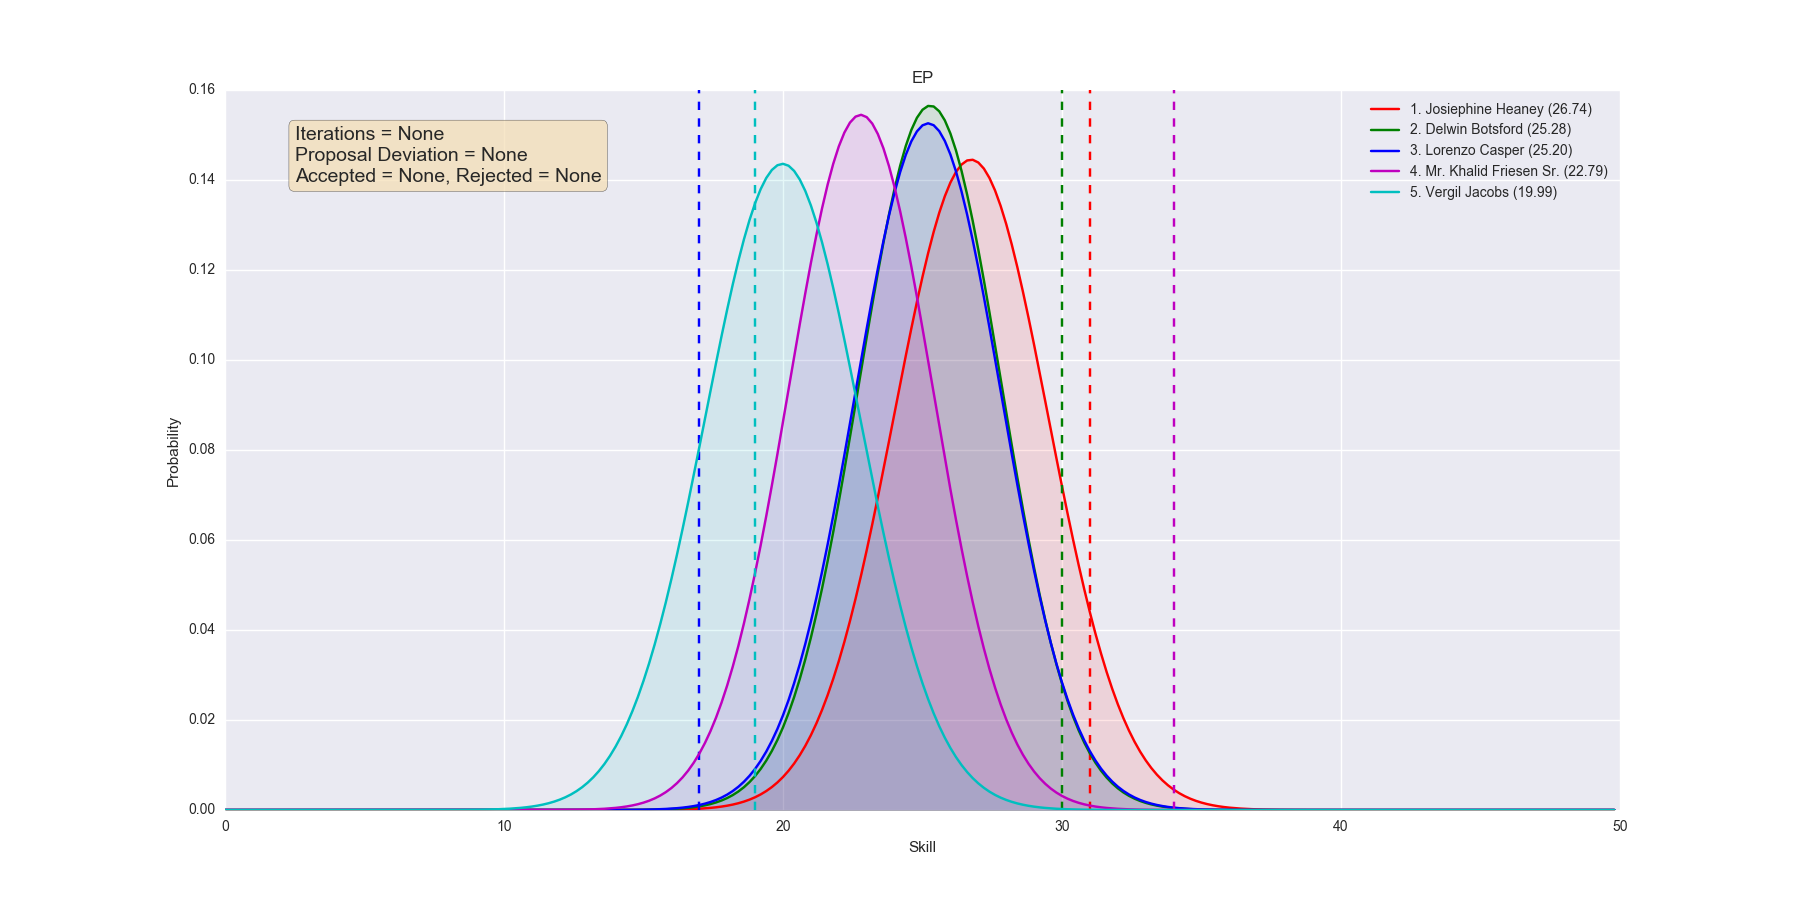 EP
0.16
0.14
0.12
0.10
0.08
0.06
0.04
0.02
0.00
Probability
Iterations = None
Proposal Deviation = None
Accepted = None, Rejected = None
1. Josiephine Heaney (26.74)
2. Delwin Botsford (25.28)
3. Lorenzo Casper (25.20)
4. Mr. Khalid Friesen Sr. (22.79)
5. Vergil Jacobs (19.99)
0 10 20 30 40 50
Skill